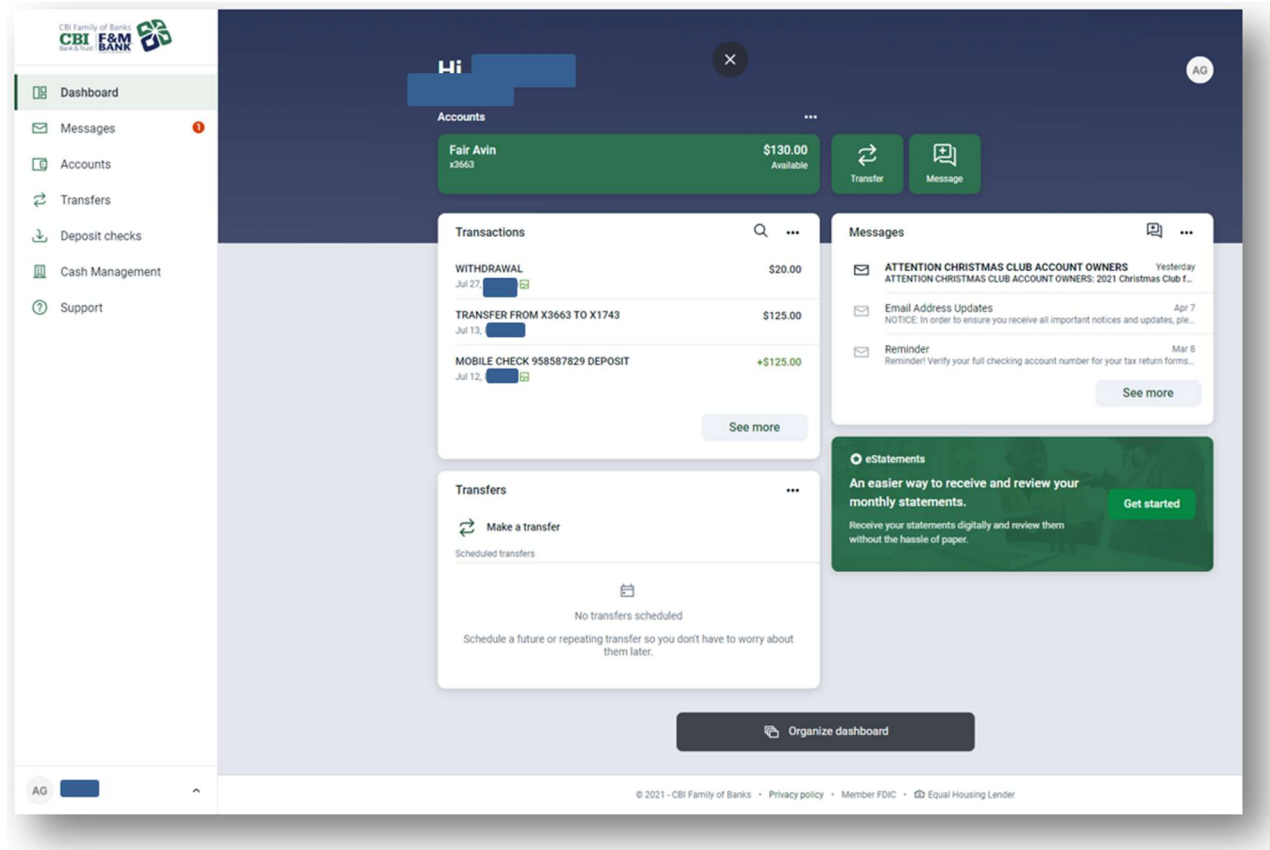 CBI Family of Banks
CBI F&M
Bank & Trust BANK
Dashboard
Messages 1
Accounts
Transfers
Deposit checks
Cash Management
Support
AG
Hi
AG
Accounts
Fair Avin $130.00
x3663 Available
Transfer
Message
Transactions
WITHDRAWAL $20.00
Jul 27,
TRANSFER FROM X3663 TO X1743 $125.00
Jul 13,
MOBILE CHECK 958587829 DEPOSIT +$125.00
Jul 12,
See more
Messages
ATTENTION CHRISTMAS CLUB ACCOUNT OWNERS Yesterday
ATTENTION CHRISTMAS CLUB ACCOUNT OWNERS: 2021 Christmas Club f...
Email Address Updates Apr 7
NOTICE: In order to ensure you receive all important notices and updates, ple...
Reminder Mar 8
Reminder! Verify your full checking account number for your tax return forms...
See more
Transfers
Make a transfer
Scheduled transfers
No transfers scheduled
Schedule a future or repeating transfer so you don't have to worry about
them later.
eStatements
An easier way to receive and review your
monthly statements.
Receive your statements digitally and review them
without the hassle of paper.
Get started
Organize dashboard
© 2021 - CBI Family of Banks • Privacy policy • Member FDIC • Equal Housing Lender